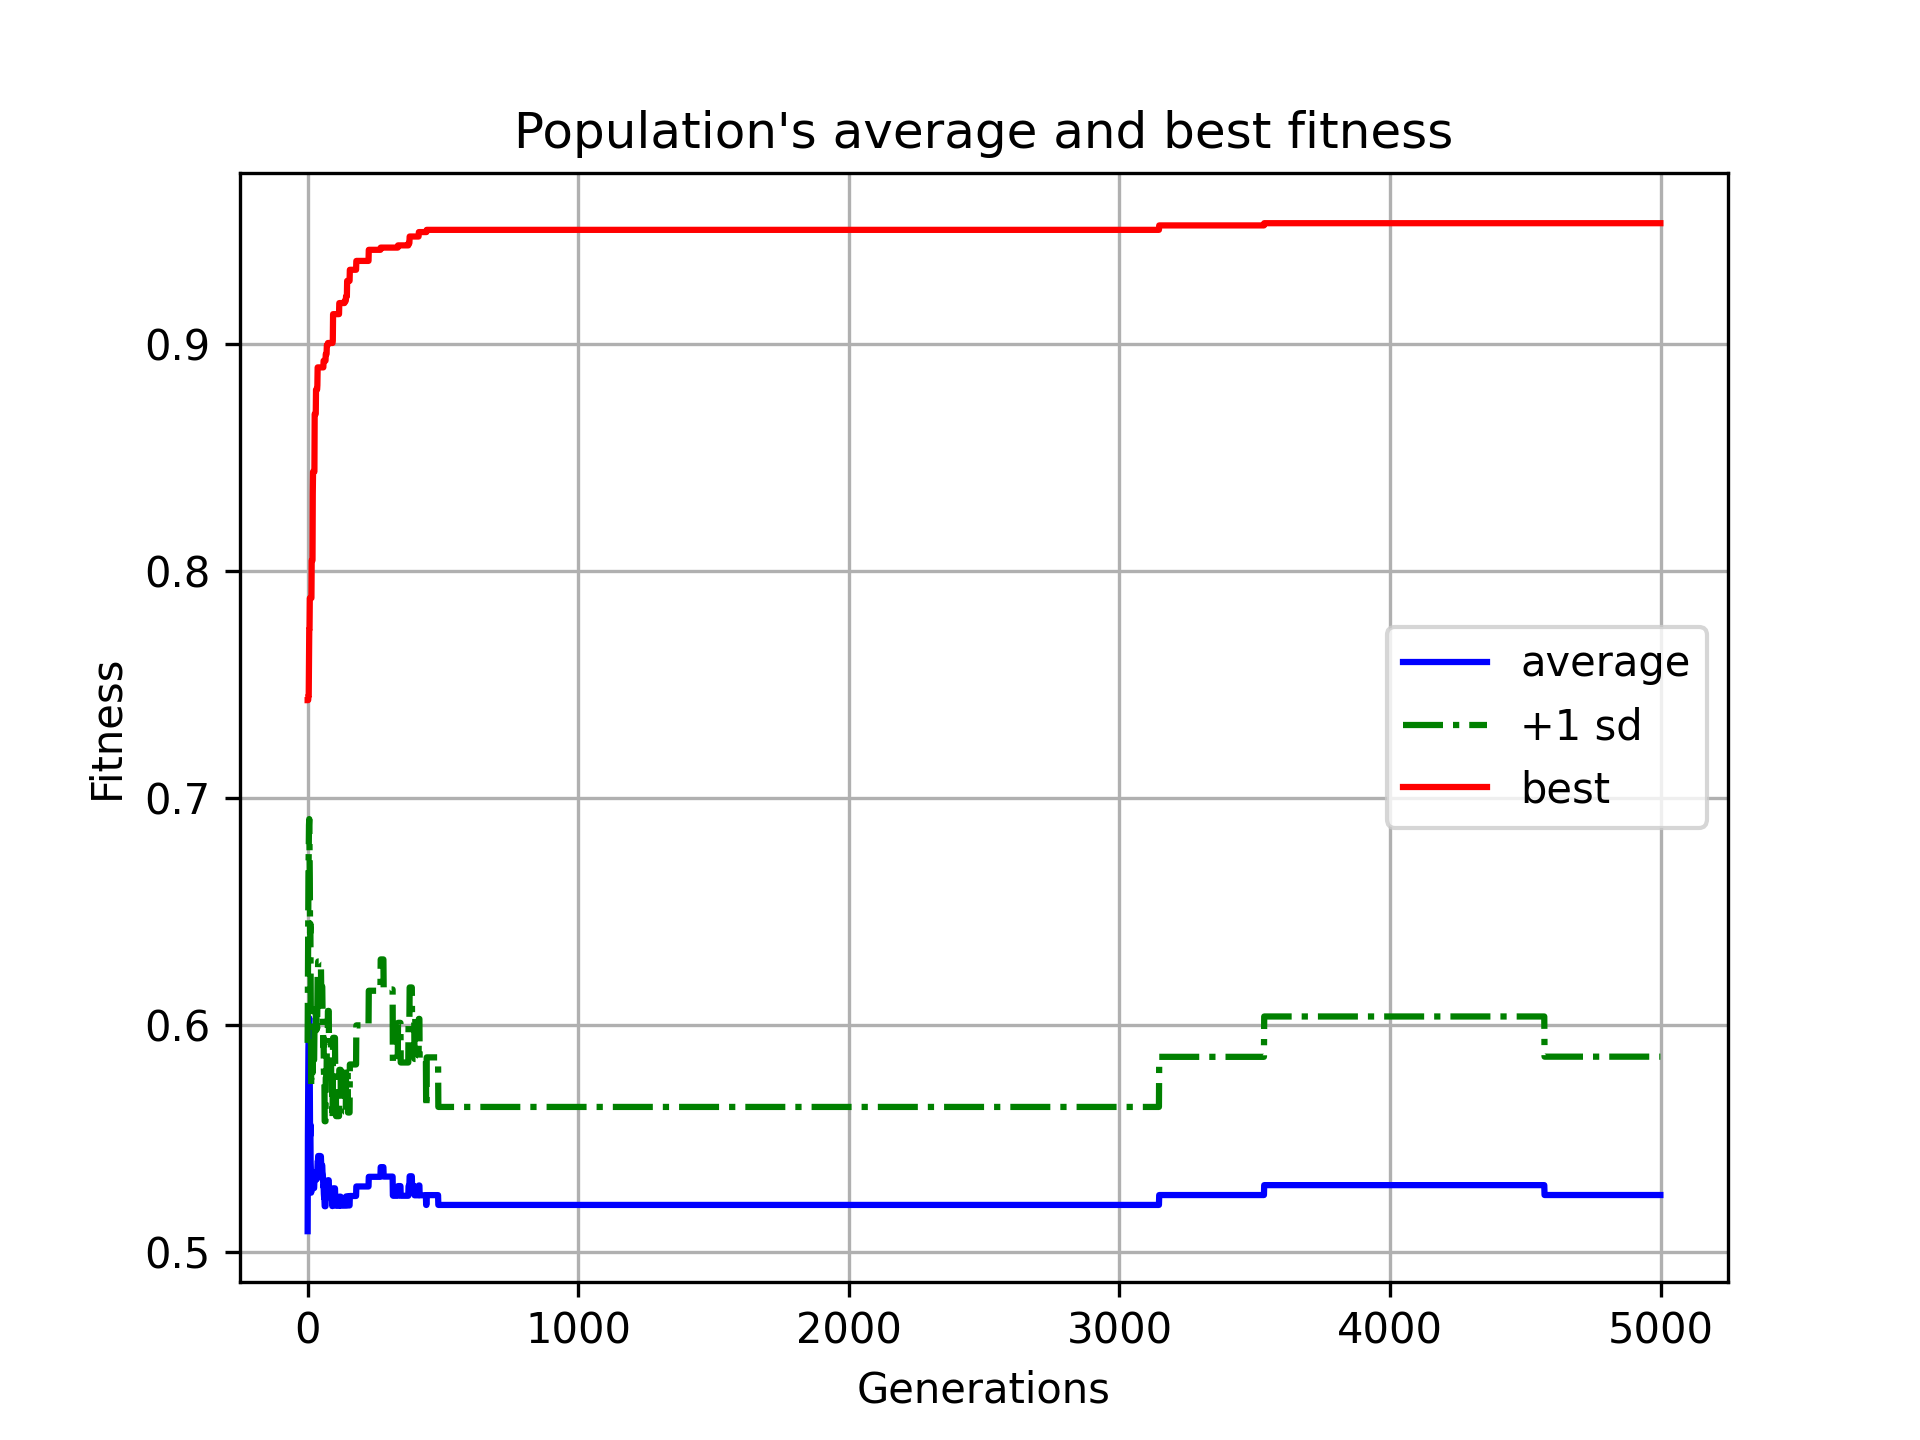 Population's average and best fitness
Fitness
0.9
0.8
0.7
0.6
0.5
average
+1 sd
best
0 1000 2000 3000 4000 5000
Generations